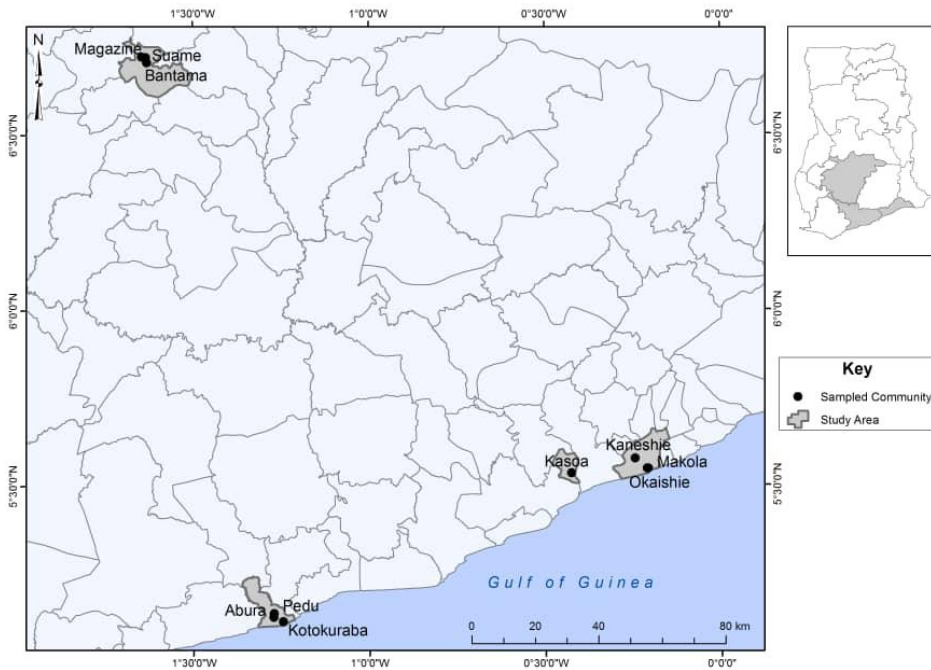 1°30'0"W
1°0'0"W
0°30'0"W
0°0'0"
N
Magazine
Suame
Bantama
6°30'0"N
6°30'0"N
6°0'0"N
6°0'0"N
Key
Sampled Community
Study Area
Kaneshie
Kasoa
Makola
Okaishie
5°30'0"N
5°30'0"N
Gulf of Guinea
Abura
Pedu
Kotokuraba
0 20 40 60 80 km
1°30'0"W
1°0'0"W
0°30'0"W
0°0'0"